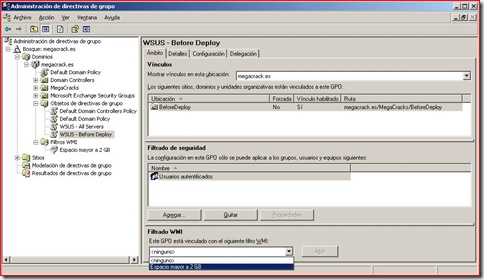 Administración de directivas de grupo
Archivo Acción Ver Ventana Ayuda
Administración de directivas de grupo
Bosque: megacrack.es
Dominios
megacrack.es
Default Domain Policy
Domain Controllers
MegaCracks
Microsoft Exchange Security Groups
Objetos de directivas de grupo
Default Domain Controllers Policy
Default Domain Policy
WSUS - All Servers
WSUS - Before Deploy
Filtros WMI
Espacio mayor a 2 GB
Sitios
Modelación de directivas de grupo
Resultados de directivas de grupo
WSUS - Before Deploy
Ámbito Detalles Configuración Delegación
Vínculos
Mostrar vínculos en esta ubicación: megacrack.es
Los siguientes sitios, dominios y unidades organizativas están vinculados a este GPO:
Ubicación Forzada Vínculo habilitado Ruta
BeforeDeploy No Sí megacrack.es/MegaCracks/BeforeDeploy
Filtrado de seguridad
La configuración en este GPO sólo se puede aplicar a los grupos, usuarios y equipos siguientes:
Nombre
Usuarios autentificados
Agregar... Quitar Propiedades
Filtrado WMI
Este GPO está vinculado con el siguiente filtro WMI:
<ninguno> Abrir
<ninguno>
Espacio mayor a 2 GB